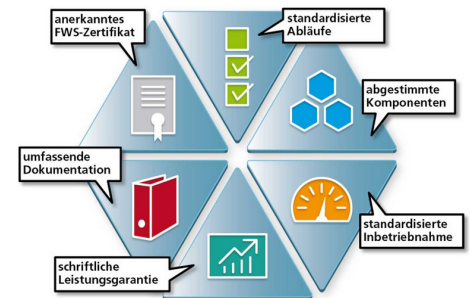 anerkanntes
FWS-Zertifikat
standardisierte
Abläufe
abgestimmte
Komponenten
umfassende
Dokumentation
standardisierte
Inbetriebnahme
schriftliche
Leistungsgarantie